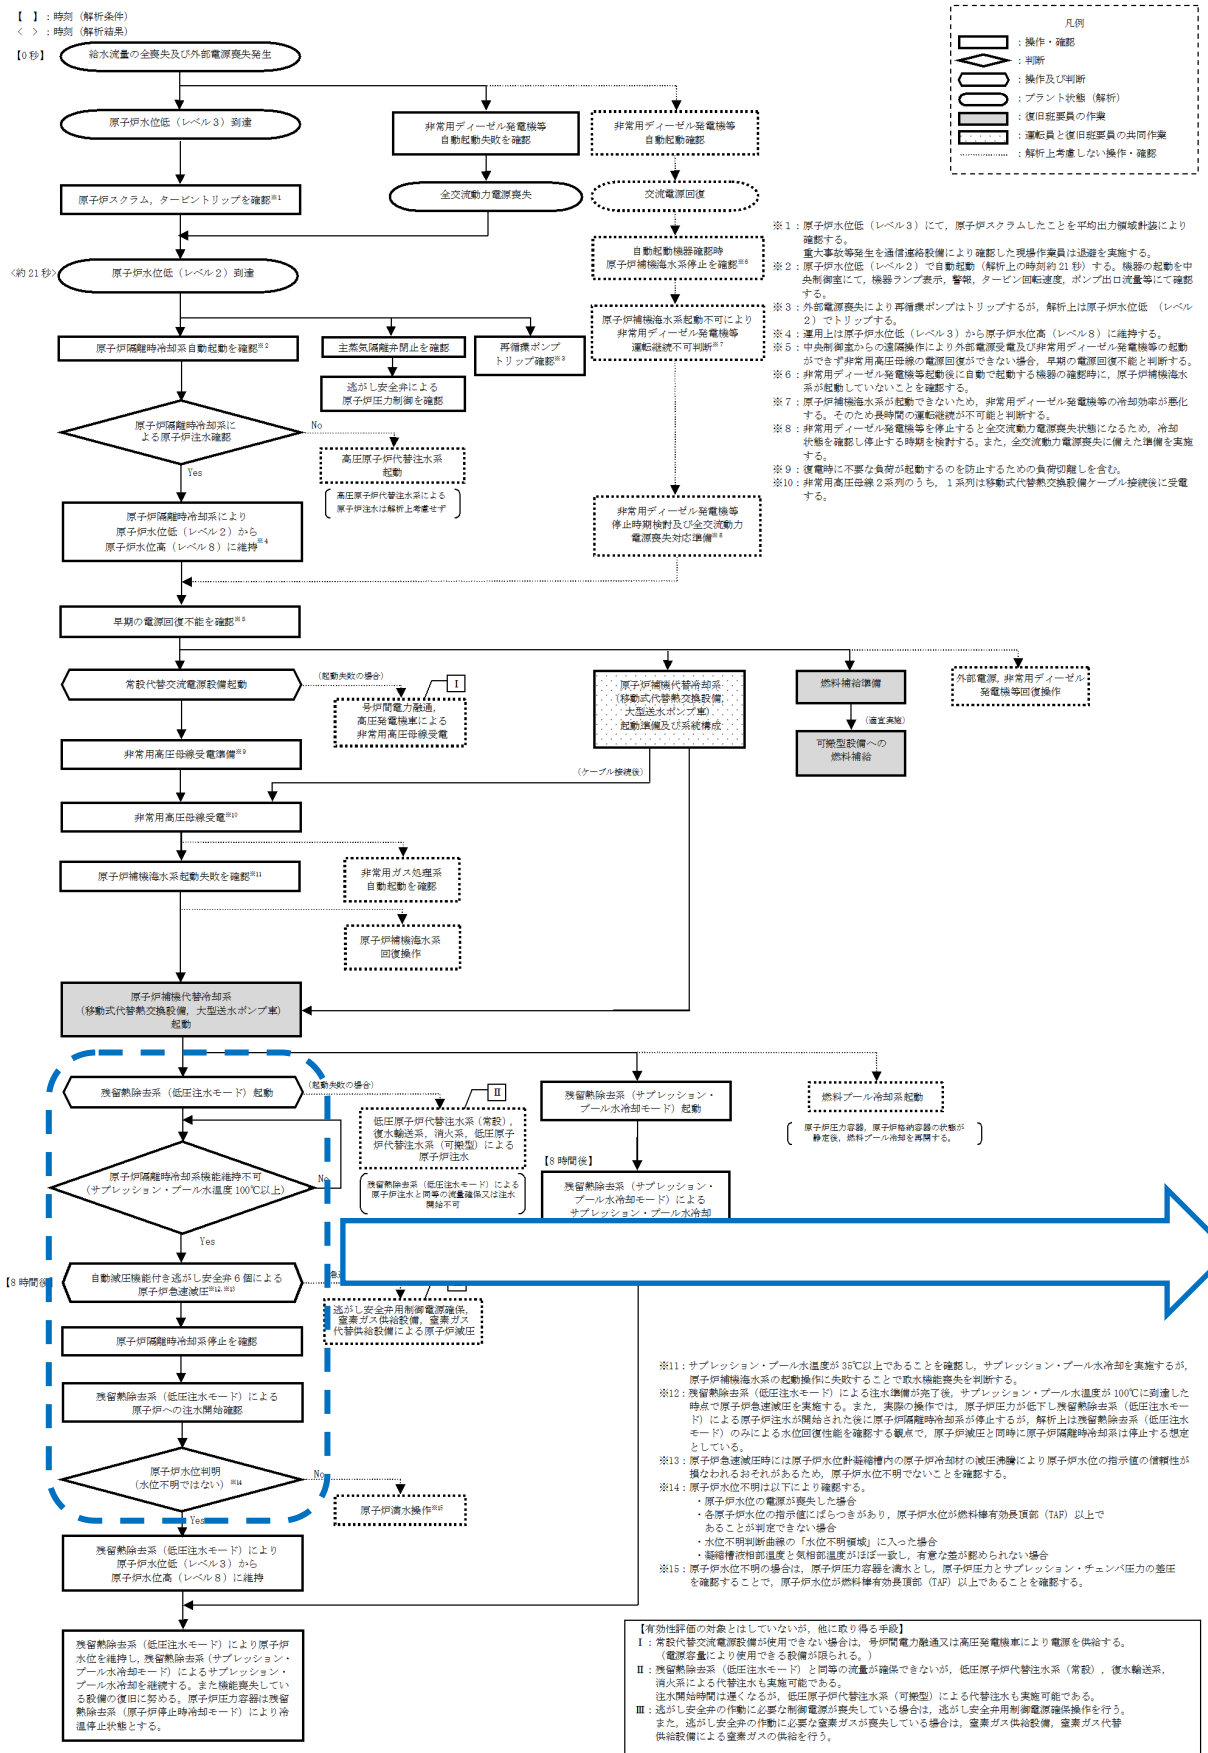 【　】：時刻（解析条件）
＜　＞：時刻（解析結果）
【0秒】
給水流量の全喪失及び外部電源喪失発生
原子炉水位低（レベル３）到達
非常用ディーゼル発電機等
自動起動失敗を確認
非常用ディーゼル発電機等
自動起動確認
原子炉スクラム，タービントリップを確認※1
全交流動力電源喪失
交流電源回復
自動起動機器確認時
原子炉補機海水系停止を確認※6
<約21秒>
原子炉水位低（レベル２）到達
原子炉補機海水系起動不可により
非常用ディーゼル発電機等
運転継続不可判断※7
原子炉隔離時冷却系自動起動を確認※2
主蒸気隔離弁閉止を確認
再循環ポンプ
トリップ確認※3
逃がし安全弁による
原子炉圧力制御を確認
原子炉隔離時冷却系に
よる原子炉注水確認
No
Yes
高圧原子炉代替注水系
起動
高圧原子炉代替注水系による
原子炉注水は解析上考慮せず
原子炉隔離時冷却系により
原子炉水位低（レベル２）から
原子炉水位高（レベル８）に維持※4
非常用ディーゼル発電機等
停止時期検討及び全交流動力
電源喪失対応準備※8
早期の電源回復不能を確認※5
常設代替交流電源設備起動
（起動失敗の場合）
Ⅰ
号炉間電力融通，
高圧発電機車による
非常用高圧母線受電
原子炉補機代替冷却系
（移動式代替熱交換設備，
大型送水ポンプ車）
起動準備及び系統構成
燃料補給準備
（適宜実施）
可搬型設備への
燃料補給
外部電源，非常用ディーゼル
発電機等回復操作
非常用高圧母線受電準備※9
（ケーブル接続後）
非常用高圧母線受電※10
原子炉補機海水系起動失敗を確認※11
非常用ガス処理系
自動起動を確認
原子炉補機海水系
回復操作
原子炉補機代替冷却系
（移動式代替熱交換設備，大型送水ポンプ車）
起動
残留熱除去系（低圧注水モード）起動
（起動失敗の場合）
Ⅱ
低圧原子炉代替注水系（常設），
復水輸送系，消火系，低圧原子
炉代替注水系（可搬型）による
原子炉注水
残留熱除去系（低圧注水モード）による
原子炉注水と同等の流量確保又は注水
開始不可
残留熱除去系（サプレッション・
プール水冷却モード）起動
【8時間後】
残留熱除去系（サプレッション・
プール水冷却モード）による
サプレッション・プール水冷却
燃料プール冷却系起動
原子炉圧力容器，原子炉格納容器の状態が
静定後，燃料プール冷却を再開する。
原子炉隔離時冷却系機能維持不可
（サプレッション・プール水温度100℃以上）
No
Yes
【8時間後
自動減圧機能付き逃がし安全弁６個による
原子炉急速減圧※12,※13
逃がし安全弁用制御電源確保，
窒素ガス供給設備，窒素ガス
代替供給設備による原子炉減圧
原子炉隔離時冷却系停止を確認
残留熱除去系（低圧注水モード）による
原子炉への注水開始確認
原子炉水位判明
（水位不明ではない）※14
No
Yes
原子炉満水操作※15
残留熱除去系（低圧注水モード）により
原子炉水位低（レベル３）から
原子炉水位高（レベル８）に維持
残留熱除去系（低圧注水モード）により原子炉
水位を維持し，残留熱除去系（サプレッション・
プール水冷却モード）によるサプレッション・
プール水冷却を継続する。また機能喪失してい
る設備の復旧に努める。原子炉圧力容器は残留
熱除去系（原子炉停止時冷却モード）により冷
温停止状態とする。
凡例
：操作・確認
：判断
：操作及び判断
：プラント状態（解析）
：復旧班要員の作業
：運転員と復旧班要員の共同作業
：解析上考慮しない操作・確認
※１：原子炉水位低（レベル３）にて，原子炉スクラムしたことを平均出力領域計装により
確認する。
重大事故等発生を通信連絡設備により確認した現場作業員は退避を実施する。
※２：原子炉水位低（レベル２）で自動起動（解析上の時刻約21秒）する。機器の起動を中
央制御室にて，機器ランプ表示，警報，タービン回転速度，ポンプ出口流量等にて確認
する。
※３：外部電源喪失により再循環ポンプはトリップするが，解析上は原子炉水位低　（レベル
２）でトリップする。
※４：運用上は原子炉水位低（レベル３）から原子炉水位高（レベル８）に維持する。
※５：中央制御室からの遠隔操作により外部電源受電及び非常用ディーゼル発電機等の起動
ができず非常用高圧母線の電源回復ができない場合，早期の電源回復不能と判断する。
※６：非常用ディーゼル発電機等起動後に自動で起動する機器の確認時に，原子炉補機海水
系が起動していないことを確認する。
※７：原子炉補機海水系が起動できないため，非常用ディーゼル発電機等の冷却効率が悪化
する。そのため長時間の運転継続が不可能と判断する。
※８：非常用ディーゼル発電機等を停止すると全交流動力電源喪失状態になるため，冷却
状態を確認し停止する時期を検討する。また，全交流動力電源喪失に備えた準備を実施
する。
※９：復電時に不要な負荷が起動するのを防止するための負荷切離しを含む。
※10：非常用高圧母線２系列のうち，１系列は移動式代替熱交換設備ケーブル接続後に受電
する。
※11：サプレッション・プール水温度が35℃以上であることを確認し，サプレッション・プール水冷却を実施するが，
原子炉補機海水系の起動操作に失敗することで取水機能喪失を判断する。
※12：残留熱除去系（低圧注水モード）による注水準備が完了後，サプレッション・プール水温度が100℃に到達した
時点で原子炉急速減圧を実施する。また，実際の操作では，原子炉圧力が低下し残留熱除去系（低圧注水モー
ド）による原子炉注水が開始された後に原子炉隔離時冷却系が停止するが，解析上は残留熱除去系（低圧注水
モード）のみによる水位回復性能を確認する観点で，原子炉減圧と同時に原子炉隔離時冷却系は停止する想定
としている。
※13：原子炉急速減圧時には原子炉水位計凝縮槽内の原子炉冷却材の減圧沸騰により原子炉水位の指示値の信頼性が
損なわれるおそれがあるため，原子炉水位不明でないことを確認する。
※14：原子炉水位不明は以下により確認する。
・原子炉水位の電源が喪失した場合
・各原子炉水位の指示値にばらつきがあり，原子炉水位が燃料棒有効長頂部（TAF）以上で
あることが判定できない場合
・水位不明判断曲線の「水位不明領域」に入った場合
・凝縮槽液相部温度と気相部温度がほぼ一致し，有意な差が認められない場合
※15：原子炉水位不明の場合は，原子炉圧力容器を満水とし，原子炉圧力とサプレッション・チェンバ圧力の差圧
を確認することで，原子炉水位が燃料棒有効長頂部（TAF）以上であることを確認する。
【有効性評価の対象とはしていないが，他に取り得る手段】
Ⅰ：常設代替交流電源設備が使用できない場合は，号炉間電力融通又は高圧発電機車により電源を供給する。
（電源容量により使用できる設備が限られる。）
Ⅱ：残留熱除去系（低圧注水モード）と同等の流量が確保できないが，低圧原子炉代替注水系（常設），復水輸送系，
消火系による代替注水も実施可能である。
注水開始時間は遅くなるが，低圧原子炉代替注水系（可搬型）による代替注水も実施可能である。
Ⅲ：逃がし安全弁の作動に必要な制御電源が喪失している場合は，逃がし安全弁用制御電源確保操作を行う。
また，逃がし安全弁の作動に必要な窒素ガスが喪失している場合は，窒素ガス供給設備，窒素ガス代替
供給設備による窒素ガスの供給を行う。